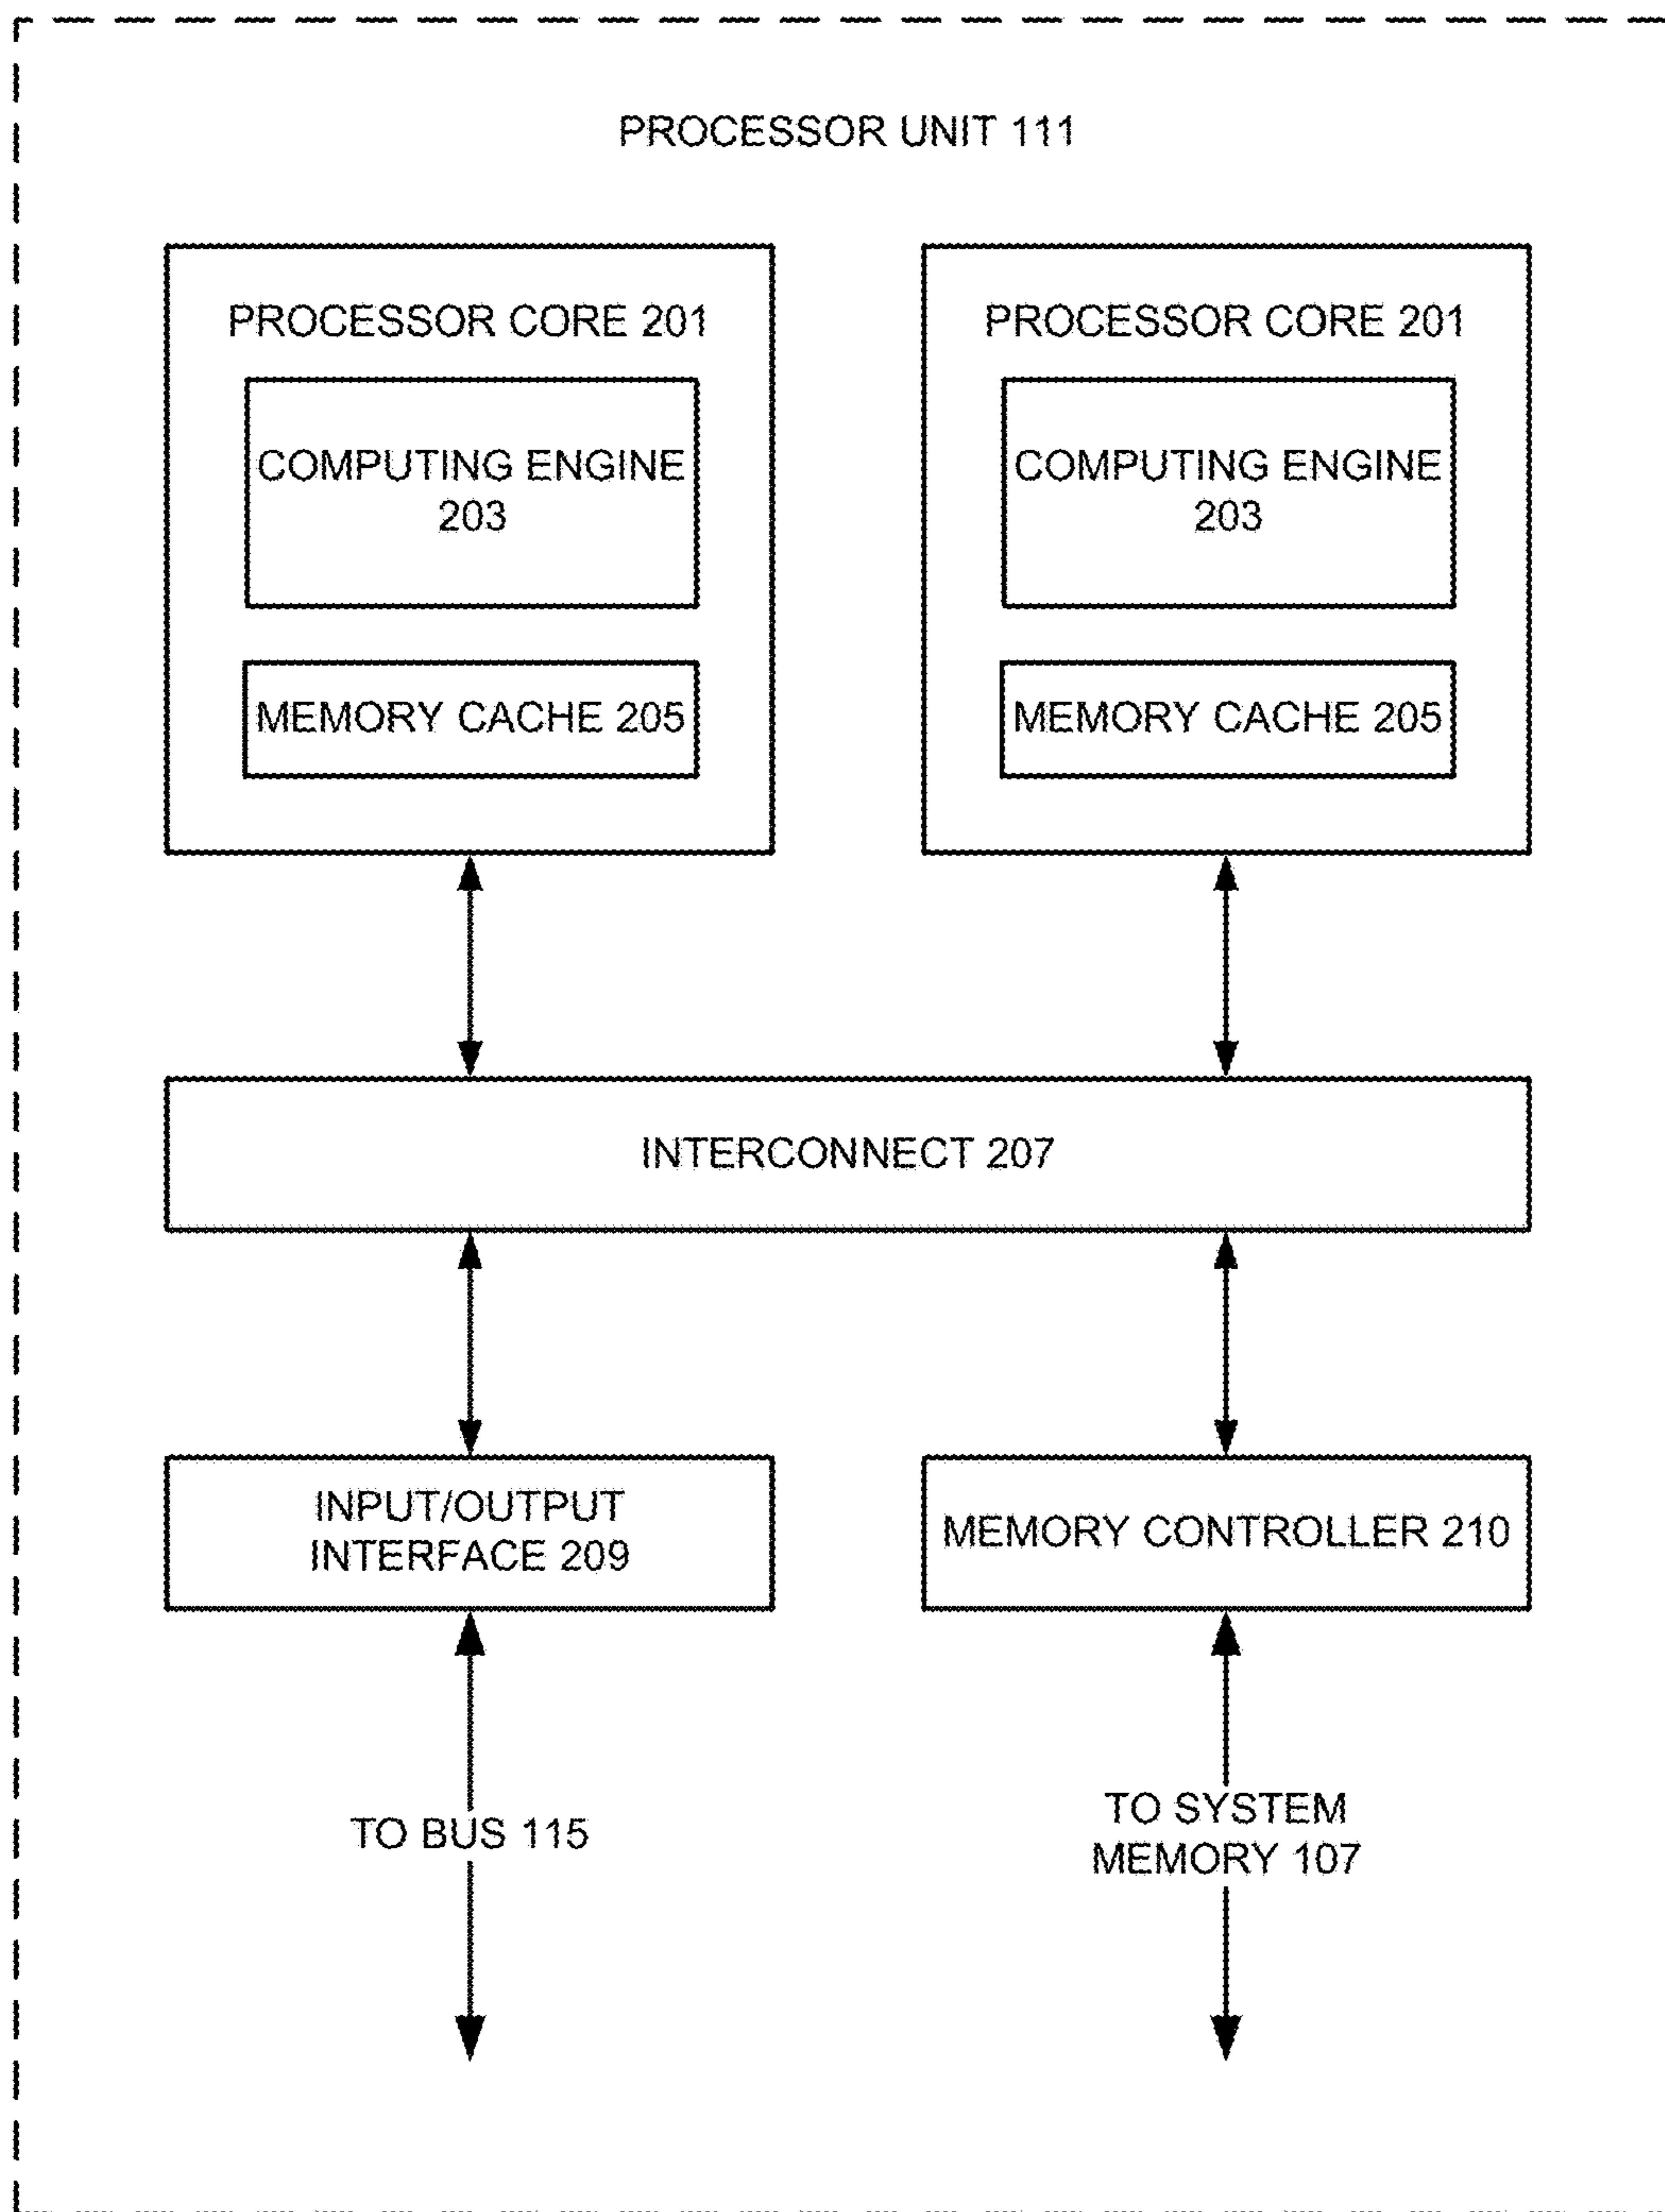 PROCESSOR UNIT 111
PROCESSOR CORE 201
COMPUTING ENGINE
203
MEMORY CACHE 205
PROCESSOR CORE 201
COMPUTING ENGINE
203
MEMORY CACHE 205
INTERCONNECT 207
INPUT/OUTPUT
INTERFACE 209
MEMORY CONTROLLER 210
TO BUS 115
TO SYSTEM
MEMORY 107